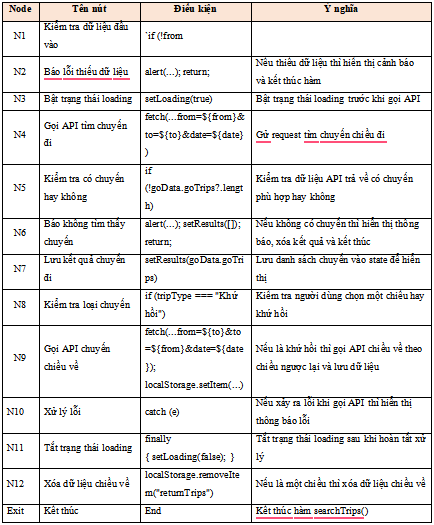 Node Tên nút Điều kiện Ý nghĩa
N1 Kiểm tra dữ liệu đầu vào `if (!from
N2 Báo lỗi thiếu dữ liệu alert(…); return; Nếu thiếu dữ liệu thì hiển thị cảnh báo và kết thúc hàm
N3 Bật trạng thái loading setLoading(true) Bật trạng thái loading trước khi gọi API
N4 Gọi API tìm chuyến đi fetch(…from=${from}&to=${to}&date=${date}) Gửi request tìm chuyến chiều đi
N5 Kiểm tra có chuyến hay không if (!goData.goTrips?.length) Kiểm tra dữ liệu API trả về có chuyến phù hợp hay không
N6 Báo không tìm thấy chuyến alert(…); setResults([]); return; Nếu không có chuyến thì hiển thị thông báo, xóa kết quả và kết thúc
N7 Lưu kết quả chuyến đi setResults(goData.goTrips) Lưu danh sách chuyến vào state để hiển thị
N8 Kiểm tra loại chuyến if (tripType === "Khứ hồi") Kiểm tra người dùng chọn một chiều hay khứ hồi
N9 Gọi API chuyến chiều về fetch(…from=${to}&to=${from}&date=${date}); localStorage.setItem(…) Nếu là khứ hồi thì gọi API chiều về theo chiều ngược lại và lưu dữ liệu
N10 Xử lý lỗi catch (e) Nếu xảy ra lỗi khi gọi API thì hiển thị thông báo lỗi
N11 Tắt trạng thái loading finally { setLoading(false); } Tắt trạng thái loading sau khi hoàn tất xử lý
N12 Xóa dữ liệu chiều về localStorage.removeItem("returnTrips") Nếu là một chiều thì xóa dữ liệu chiều về
Exit Kết thúc End Kết thúc hàm searchTrips()